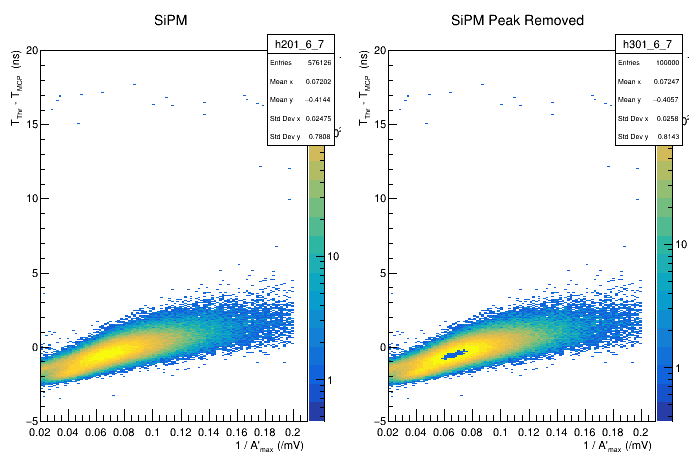 SiPM
h201_6_7
Entries 576126
Mean x 0.07202
Mean y −0.4144
Std Dev x 0.02475
Std Dev y 0.7808
T_Thr - T_MCP (ns)
20
15
10
5
0
−5
0.02 0.04 0.06 0.08 0.1 0.12 0.14 0.16 0.18 0.2
1 / A'_max (/mV)
10
1
SiPM Peak Removed
h301_6_7
Entries 100000
Mean x 0.07247
Mean y −0.4057
Std Dev x 0.0258
Std Dev y 0.8143
T_Thr - T_MCP (ns)
20
15
10
5
0
−5
0.02 0.04 0.06 0.08 0.1 0.12 0.14 0.16 0.18 0.2
1 / A'_max (/mV)
10
1